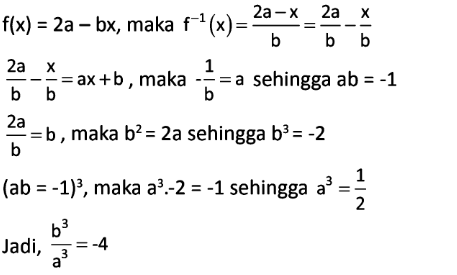 f(x) = 2a – bx, maka f⁻¹(x) = (2a – x)/b = 2a/b – x/b
2a/b – x/b = ax + b , maka -1/b = a sehingga ab = -1
2a/b = b , maka b² = 2a sehingga b³ = -2
(ab = -1)³, maka a³.-2 = -1 sehingga a³ = 1/2
Jadi, b³/a³ = -4